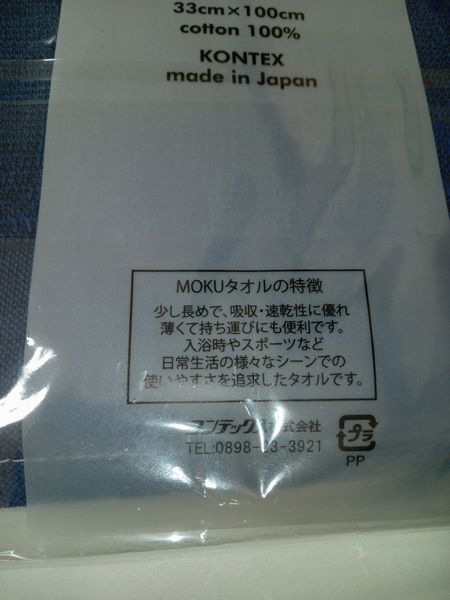 33cm×100cm
cotton 100%
KONTEX
made in Japan
MOKUタオルの特徴
少し長めで、吸収・速乾性に優れ
薄くて持ち運びにも便利です。
入浴時やスポーツなど
日常生活の様々なシーンでの
使いやすさを追求したタオルです。
コンテックス株式会社
TEL:0898-23-3921
プラ
PP